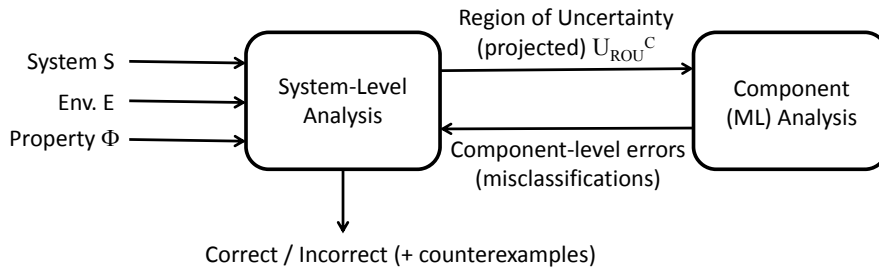 System S
Env. E
Property Φ
System-Level
Analysis
Region of Uncertainty
(projected) U_ROU^C
Component-level errors
(misclassifications)
Component
(ML) Analysis
Correct / Incorrect (+ counterexamples)